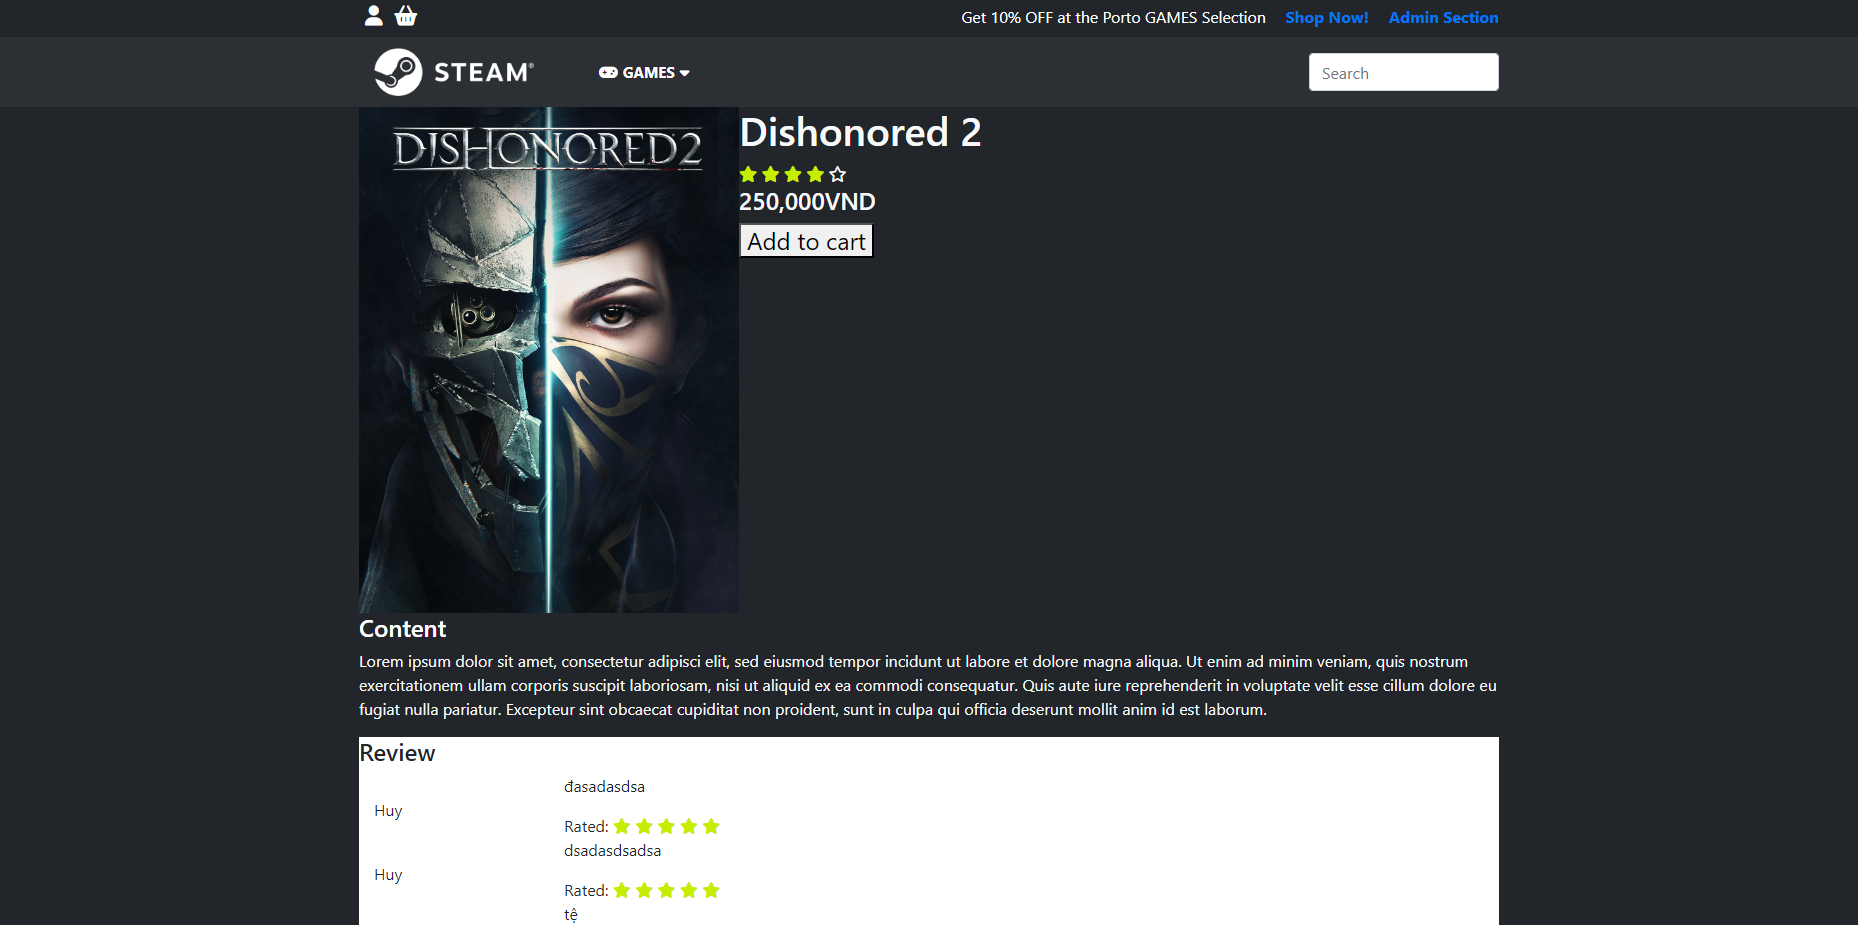 Get 10% OFF at the Porto GAMES Selection Shop Now! Admin Section
STEAM® GAMES Search
DISHONORED2
Dishonored 2
250,000VND
Add to cart
Content
Lorem ipsum dolor sit amet, consectetur adipisci elit, sed eiusmod tempor incidunt ut labore et dolore magna aliqua. Ut enim ad minim veniam, quis nostrum
exercitationem ullam corporis suscipit laboriosam, nisi ut aliquid ex ea commodi consequatur. Quis aute iure reprehenderit in voluptate velit esse cillum dolore eu
fugiat nulla pariatur. Excepteur sint obcaecat cupiditat non proident, sunt in culpa qui officia deserunt mollit anim id est laborum.
Review
đasadasdsa
Huy
Rated:
dsadasdsadsa
Huy
Rated:
tệ